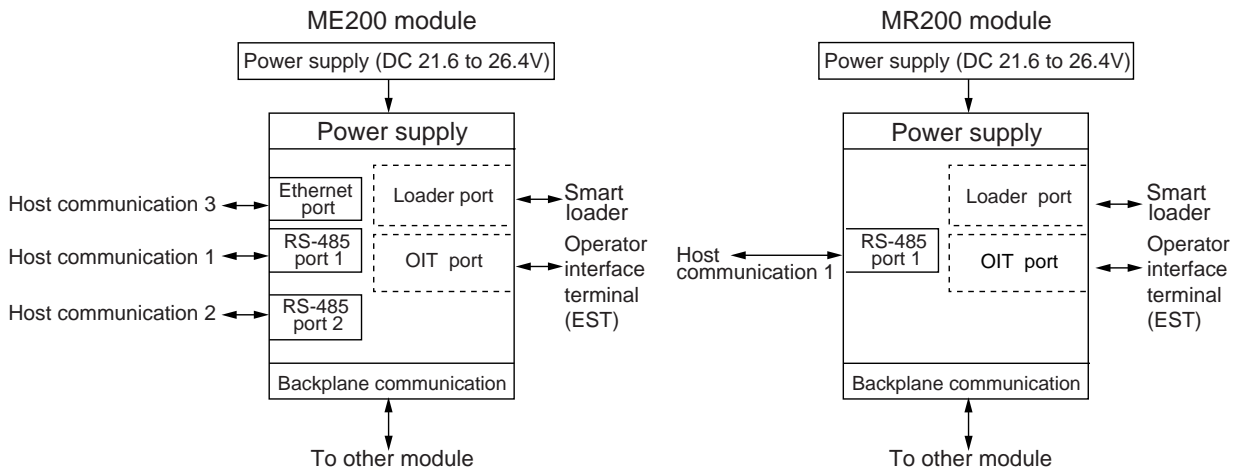 ME200 module
Power supply (DC 21.6 to 26.4V)
Power supply
Ethernet
port
Loader port
Smart
loader
Host communication 3
RS-485
port 1
OIT port
Operator
interface
terminal
(EST)
Host communication 1
RS-485
port 2
Host communication 2
Backplane communication
To other module
MR200 module
Power supply (DC 21.6 to 26.4V)
Power supply
Loader port
Smart
loader
Host
communication 1
RS-485
port 1
OIT port
Operator
interface
terminal
(EST)
Backplane communication
To other module